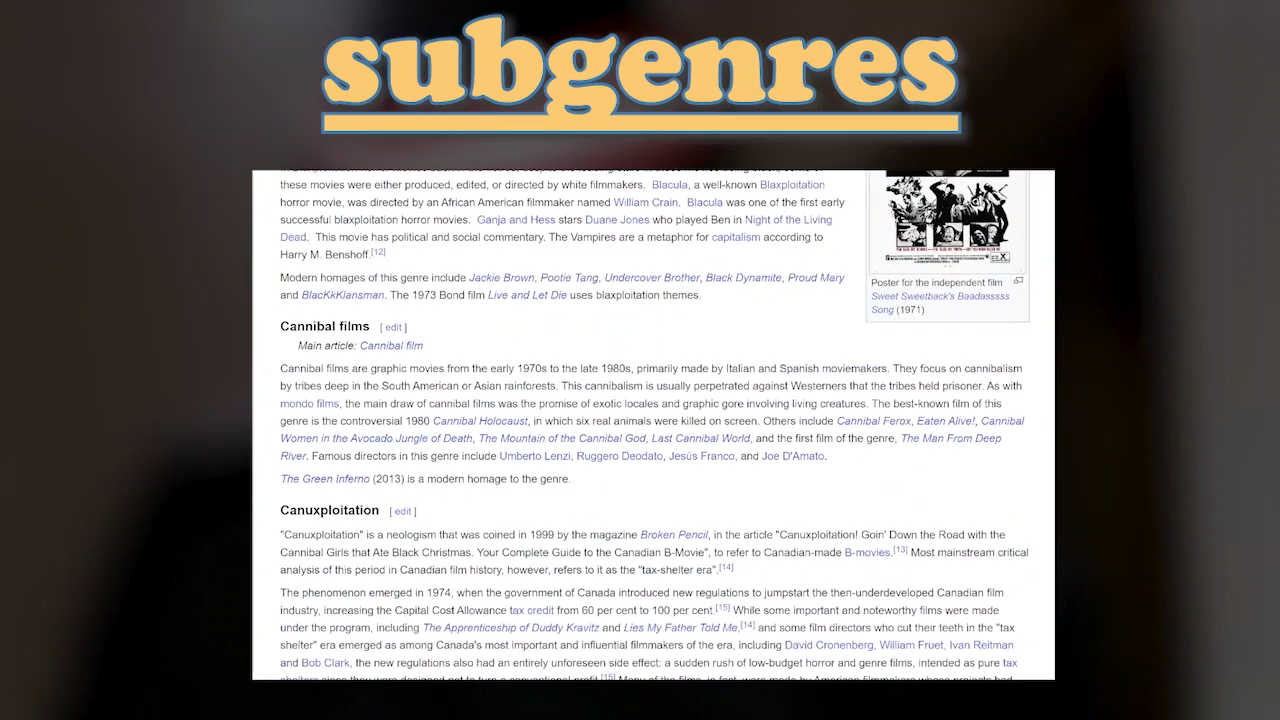 subgenres
these movies were either produced, edited, or directed by white filmmakers. Blacula, a well-known Blaxploitation
horror movie, was directed by an African American filmmaker named William Crain. Blacula was one of the first early
successful blaxploitation horror movies. Ganja and Hess stars Duane Jones who played Ben in Night of the Living
Dead. This movie has political and social commentary. The Vampires are a metaphor for capitalism according to
Harry M. Benshoff.[12]
Modern homages of this genre include Jackie Brown, Pootie Tang, Undercover Brother, Black Dynamite, Proud Mary
and BlacKkKlansman. The 1973 Bond film Live and Let Die uses blaxploitation themes.
Poster for the independent film
Sweet Sweetback's Baadasssss
Song (1971)
Cannibal films [ edit ]
Main article: Cannibal film
Cannibal films are graphic movies from the early 1970s to the late 1980s, primarily made by Italian and Spanish moviemakers. They focus on cannibalism
by tribes deep in the South American or Asian rainforests. This cannibalism is usually perpetrated against Westerners that the tribes held prisoner. As with
mondo films, the main draw of cannibal films was the promise of exotic locales and graphic gore involving living creatures. The best-known film of this
genre is the controversial 1980 Cannibal Holocaust, in which six real animals were killed on screen. Others include Cannibal Ferox, Eaten Alive!, Cannibal
Women in the Avocado Jungle of Death, The Mountain of the Cannibal God, Last Cannibal World, and the first film of the genre, The Man From Deep
River. Famous directors in this genre include Umberto Lenzi, Ruggero Deodato, Jesús Franco, and Joe D'Amato.
The Green Inferno (2013) is a modern homage to the genre.
Canuxploitation [ edit ]
"Canuxploitation" is a neologism that was coined in 1999 by the magazine Broken Pencil, in the article "Canuxploitation! Goin' Down the Road with the
Cannibal Girls that Ate Black Christmas. Your Complete Guide to the Canadian B-Movie", to refer to Canadian-made B-movies.[13] Most mainstream critical
analysis of this period in Canadian film history, however, refers to it as the "tax-shelter era".[14]
The phenomenon emerged in 1974, when the government of Canada introduced new regulations to jumpstart the then-underdeveloped Canadian film
industry, increasing the Capital Cost Allowance tax credit from 60 per cent to 100 per cent.[15] While some important and noteworthy films were made
under the program, including The Apprenticeship of Duddy Kravitz and Lies My Father Told Me,[14] and some film directors who cut their teeth in the "tax
shelter" era emerged as among Canada's most important and influential filmmakers of the era, including David Cronenberg, William Fruet, Ivan Reitman
and Bob Clark, the new regulations also had an entirely unforeseen side effect: a sudden rush of low-budget horror and genre films, intended as pure tax